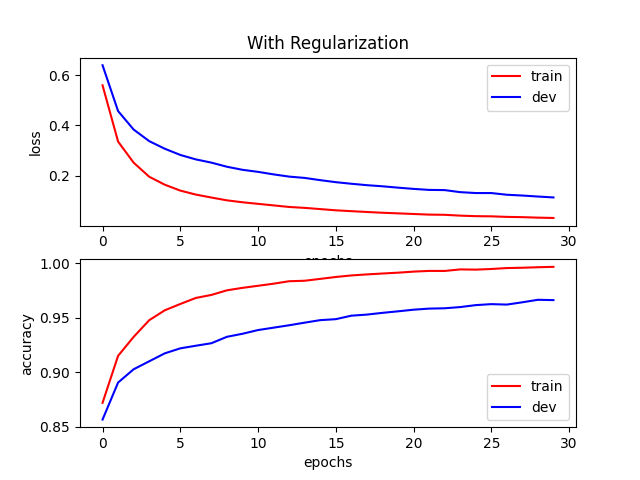 With Regularization
loss
0.6
0.4
0.2
train
dev
0 5 10 15 20 25 30
epochs
accuracy
1.00
0.95
0.90
0.85
train
dev
0 5 10 15 20 25 30
epochs